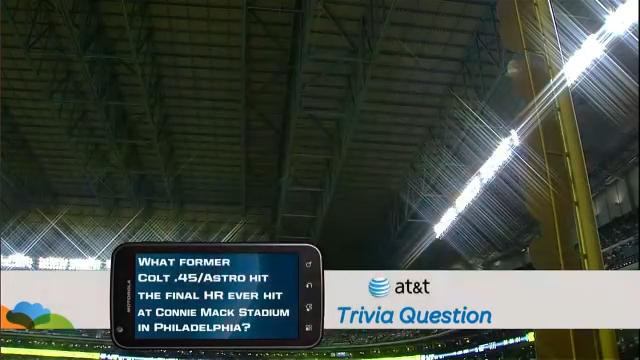 WHAT FORMER
COLT .45/ASTRO HIT
THE FINAL HR EVER HIT
AT CONNIE MACK STADIUM
IN PHILADELPHIA?
MOTOROLA
at&t
Trivia Question